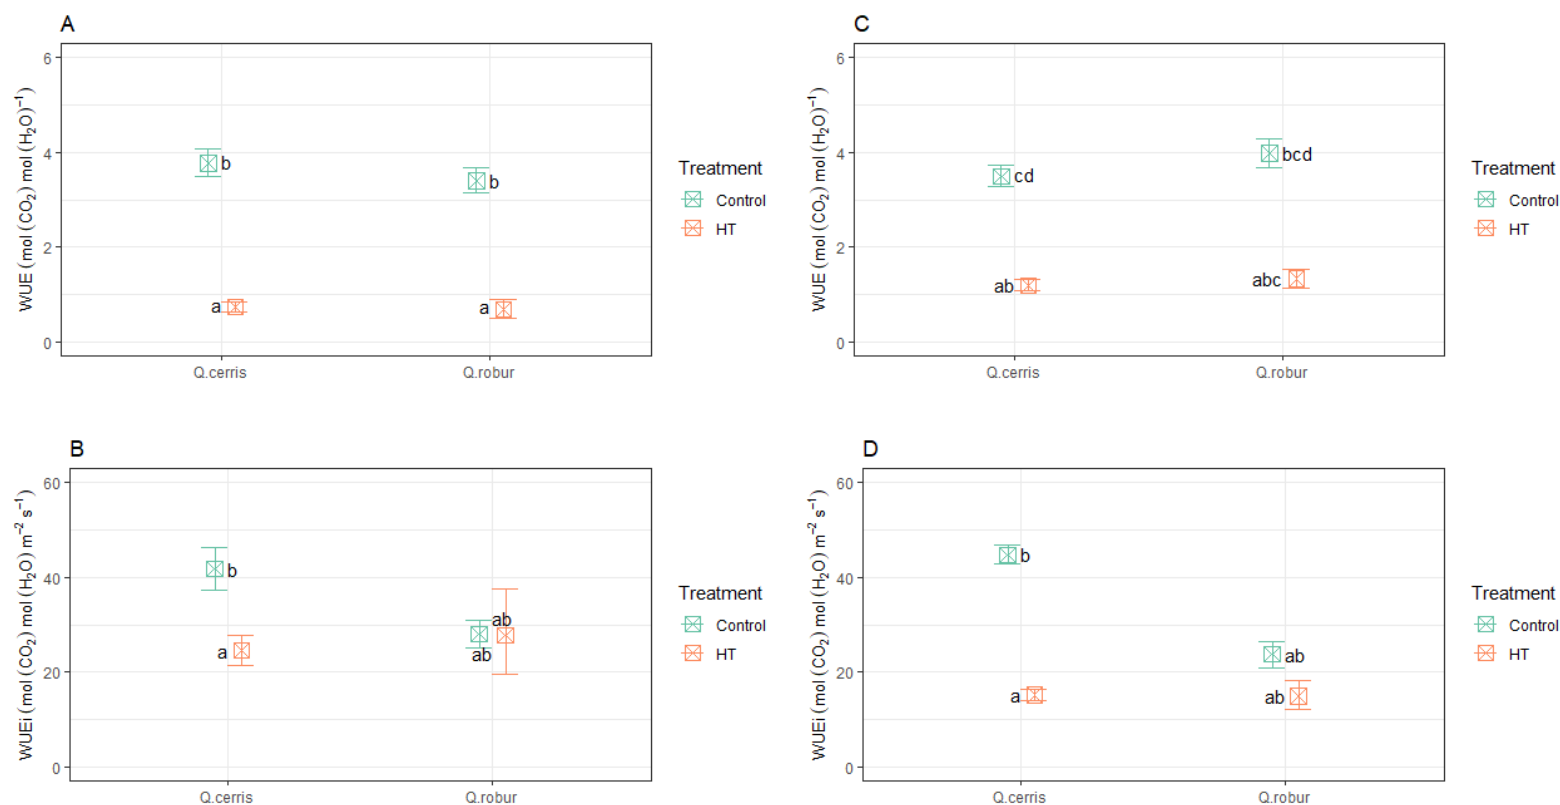 A
WUE (mol (CO₂) mol (H₂O)⁻¹)
6
4
2
0
b
b
a
a
Q.cerris
Q.robur
Treatment
Control
HT
C
WUE (mol (CO₂) mol (H₂O)⁻¹)
6
4
2
0
cd
bcd
ab
abc
Q.cerris
Q.robur
Treatment
Control
HT
B
WUEi (mol (CO₂) mol (H₂O) m⁻² s⁻¹)
60
40
20
0
b
a
ab
ab
Q.cerris
Q.robur
Treatment
Control
HT
D
WUEi (mol (CO₂) mol (H₂O) m⁻² s⁻¹)
60
40
20
0
b
ab
a
ab
Q.cerris
Q.robur
Treatment
Control
HT